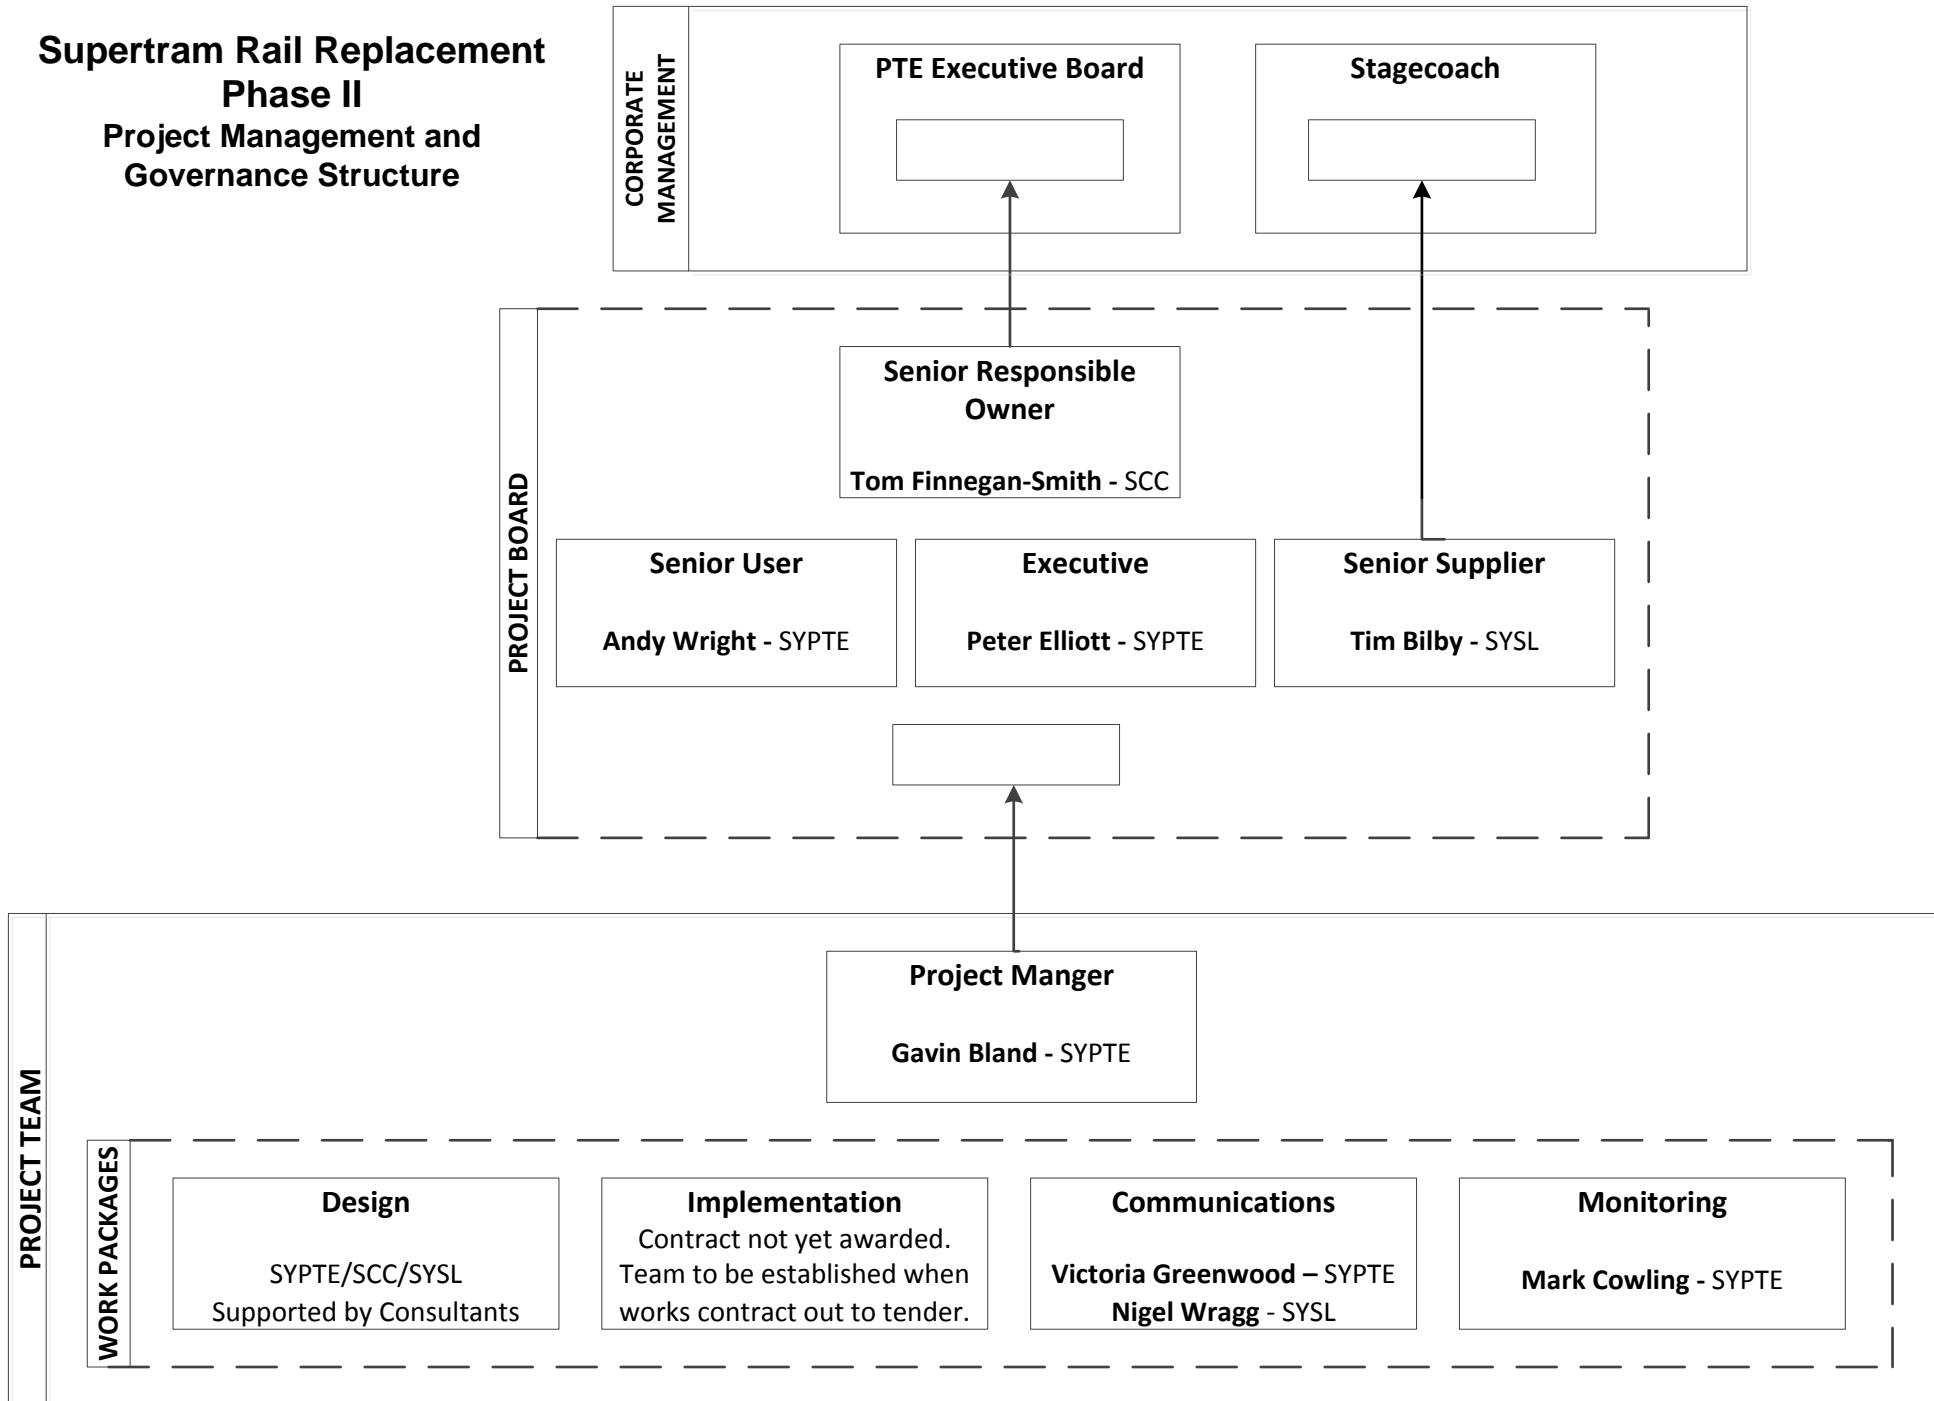 Supertram Rail Replacement
Phase II
Project Management and
Governance Structure
CORPORATE
MANAGEMENT
PTE Executive Board
Stagecoach
PROJECT BOARD
Senior Responsible
Owner
Tom Finnegan-Smith - SCC
Senior User
Andy Wright - SYPTE
Executive
Peter Elliott - SYPTE
Senior Supplier
Tim Bilby - SYSL
PROJECT TEAM
Project Manger
Gavin Bland - SYPTE
WORK PACKAGES
Design
SYPTE/SCC/SYSL
Supported by Consultants
Implementation
Contract not yet awarded.
Team to be established when
works contract out to tender.
Communications
Victoria Greenwood – SYPTE
Nigel Wragg - SYSL
Monitoring
Mark Cowling - SYPTE